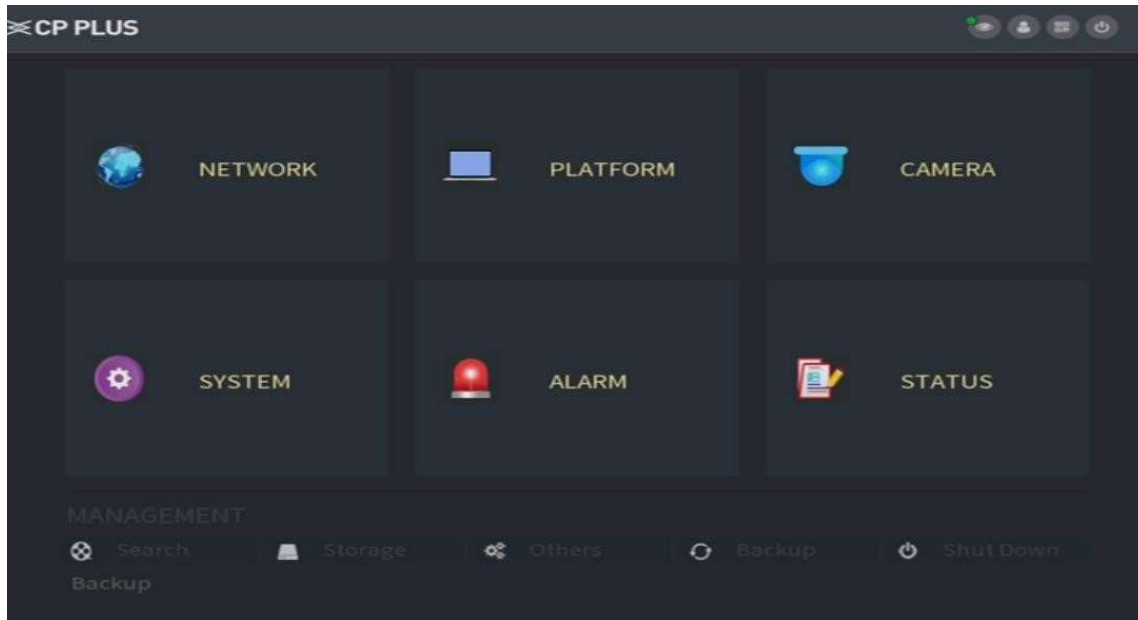 CP PLUS
NETWORK PLATFORM CAMERA
SYSTEM ALARM STATUS
MANAGEMENT
Search Storage Others Backup Shut Down
Backup